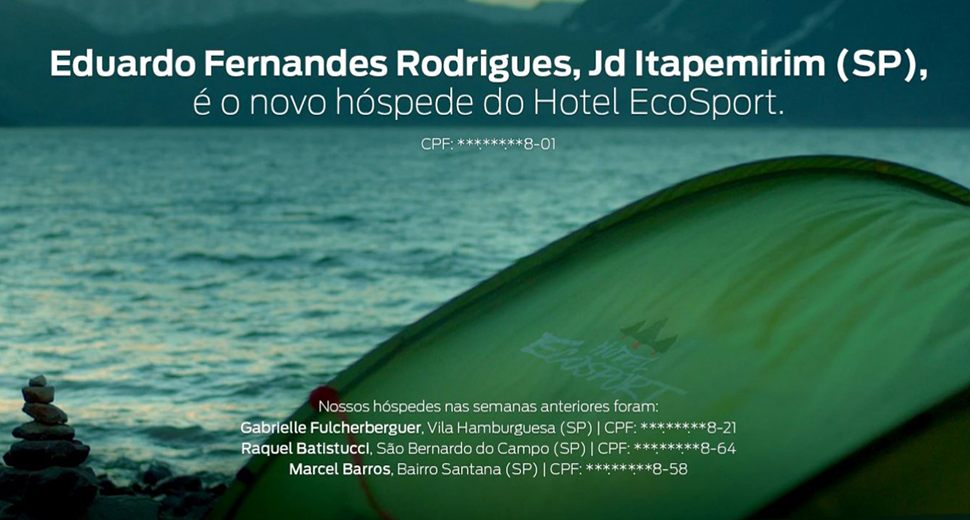 Eduardo Fernandes Rodrigues, Jd Itapemirim (SP),
é o novo hóspede do Hotel EcoSport.
CPF: ***.***.**8-01
HOTEL
ECOSPORT
Nossos hóspedes nas semanas anteriores foram:
Gabrielle Fulcherberguer, Vila Hamburguesa (SP) | CPF: ***.***.**8-21
Raquel Batistucci, São Bernardo do Campo (SP) | CPF: ***.***.**8-64
Marcel Barros, Bairro Santana (SP) | CPF: ***.***.**8-58